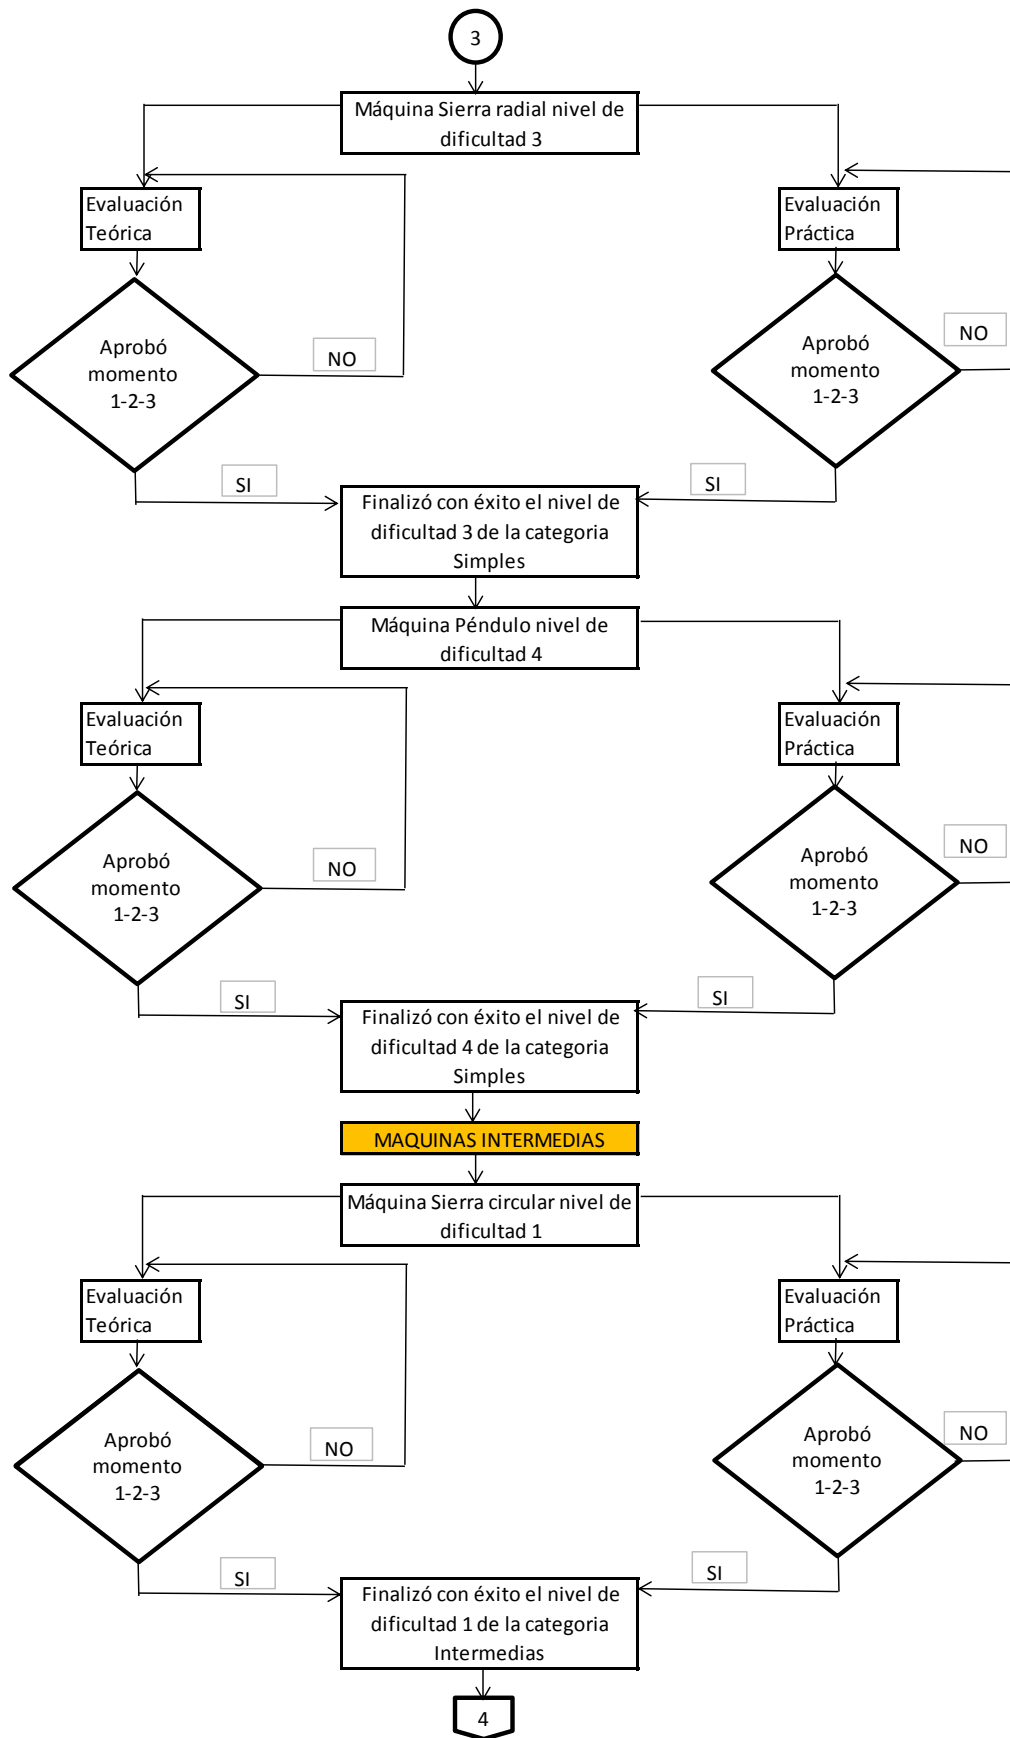 3
Máquina Sierra radial nivel de
dificultad 3
Evaluación
Teórica
Evaluación
Práctica
Aprobó
momento
1-2-3
NO
Aprobó
momento
1-2-3
NO
SI
SI
Finalizó con éxito el nivel de
dificultad 3 de la categoria
Simples
Máquina Péndulo nivel de
dificultad 4
Evaluación
Teórica
Evaluación
Práctica
Aprobó
momento
1-2-3
NO
Aprobó
momento
1-2-3
NO
SI
SI
Finalizó con éxito el nivel de
dificultad 4 de la categoria
Simples
MAQUINAS INTERMEDIAS
Máquina Sierra circular nivel de
dificultad 1
Evaluación
Teórica
Evaluación
Práctica
Aprobó
momento
1-2-3
NO
Aprobó
momento
1-2-3
NO
SI
SI
Finalizó con éxito el nivel de
dificultad 1 de la categoria
Intermedias
4